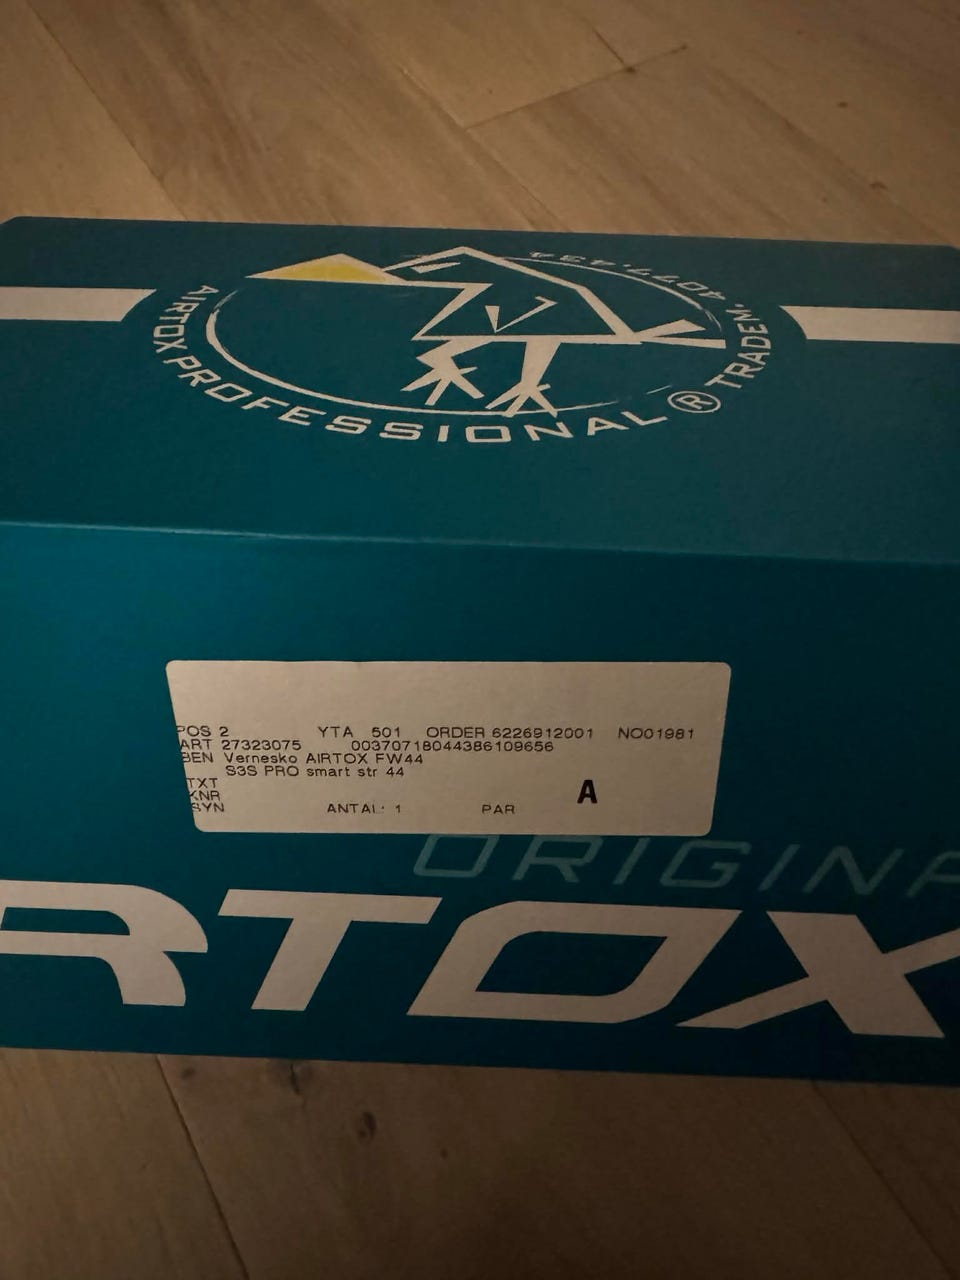 AIRTOX PROFESSIONAL ® TRADEM. 4077.434
POS 2 YTA 501 ORDER 6226912001 NO01981
ART 27323075 00370718044386109656
BEN Vernesko AIRTOX FW44
S3S PRO smart str 44
TXT
KNR
SYN ANTAL: 1 PAR A
ORIGINA
RTOX